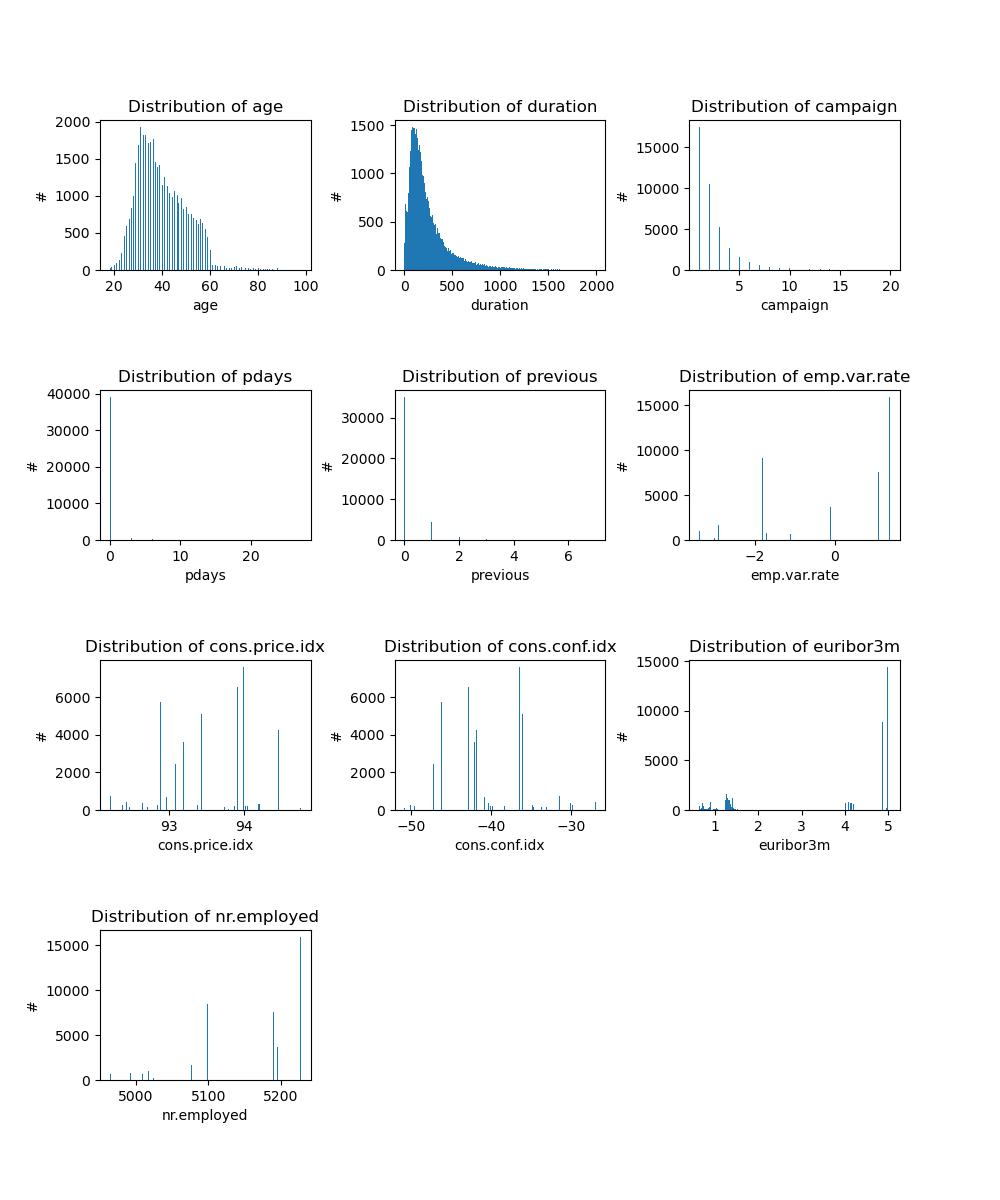 Distribution of age
2000
1500
1000
500
0
#
20 40 60 80 100
age
Distribution of duration
1500
1000
500
0
#
0 500 1000 1500 2000
duration
Distribution of campaign
15000
10000
5000
0
#
5 10 15 20
campaign
Distribution of pdays
40000
30000
20000
10000
0
#
0 10 20
pdays
Distribution of previous
30000
20000
10000
0
#
0 2 4 6
previous
Distribution of emp.var.rate
15000
10000
5000
0
#
−2 0
emp.var.rate
Distribution of cons.price.idx
6000
4000
2000
0
#
93 94
cons.price.idx
Distribution of cons.conf.idx
6000
4000
2000
0
#
−50 −40 −30
cons.conf.idx
Distribution of euribor3m
15000
10000
5000
0
#
1 2 3 4 5
euribor3m
Distribution of nr.employed
15000
10000
5000
0
#
5000 5100 5200
nr.employed